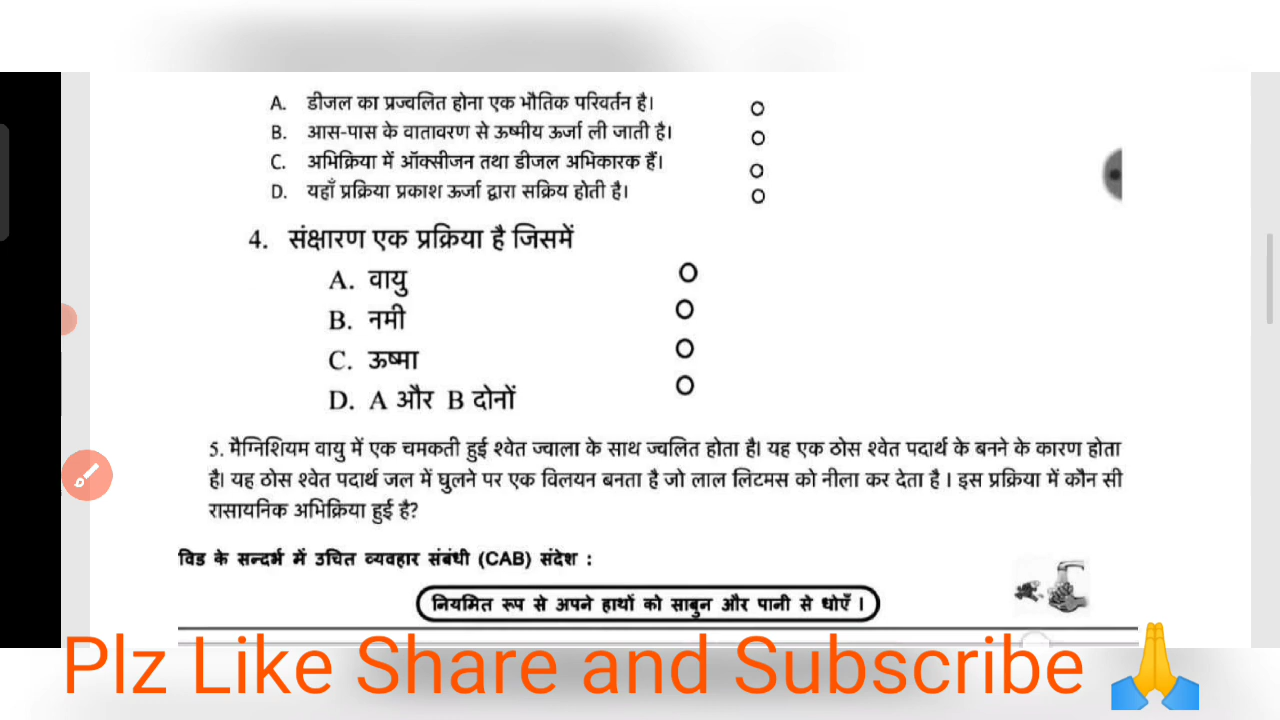 A. डीजल का प्रज्वलित होना एक भौतिक परिवर्तन है।
B. आस-पास के वातावरण से ऊष्मीय ऊर्जा ली जाती है।
C. अभिक्रिया में ऑक्सीजन तथा डीजल अभिकारक हैं।
D. यहाँ प्रक्रिया प्रकाश ऊर्जा द्वारा सक्रिय होती है।
4. संक्षारण एक प्रक्रिया है जिसमें
A. वायु
B. नमी
C. ऊष्मा
D. A और B दोनों
5. मैग्निशियम वायु में एक चमकती हुई श्वेत ज्वाला के साथ ज्वलित होता है। यह एक ठोस श्वेत पदार्थ के बनने के कारण होता
है। यह ठोस श्वेत पदार्थ जल में घुलने पर एक विलयन बनता है जो लाल लिटमस को नीला कर देता है । इस प्रक्रिया में कौन सी
रासायनिक अभिक्रिया हुई है?
विड के सन्दर्भ में उचित व्यवहार संबंधी (CAB) संदेश :
नियमित रूप से अपने हाथों को साबुन और पानी से धोएँ ।
Plz Like Share and Subscribe 🙏